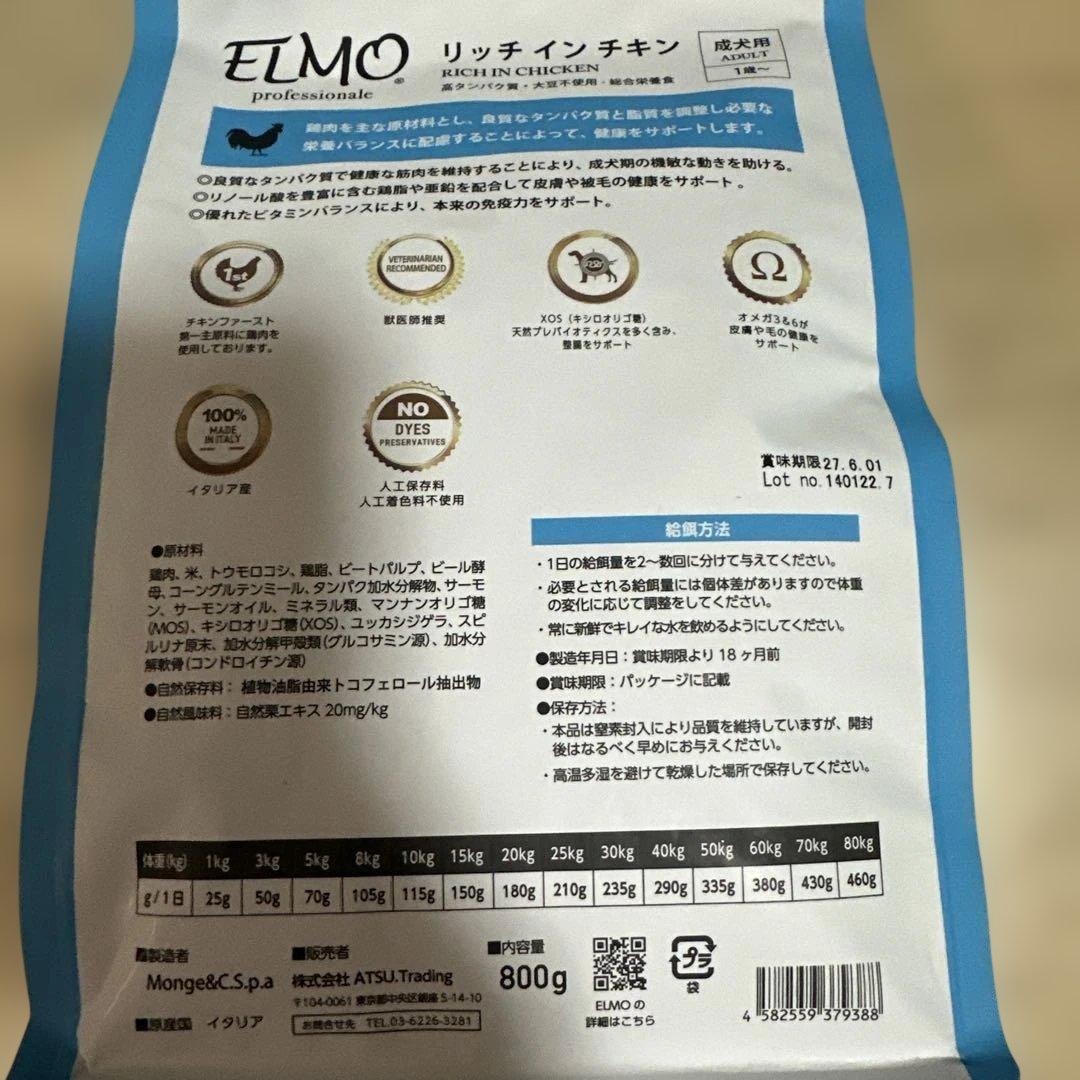 ELMO®
professionale
リッチ イン チキン
RICH IN CHICKEN
高タンパク質・大豆不使用・総合栄養食
成犬用
ADULT
1歳～
鶏肉を主な原材料とし、良質なタンパク質と脂質を調整し必要な
栄養バランスに配慮することによって、健康をサポートします。
◎良質なタンパク質で健康な筋肉を維持することにより、成犬期の機敏な動きを助ける。
◎リノール酸を豊富に含む鶏脂や亜鉛を配合して皮膚や被毛の健康をサポート。
◎優れたビタミンバランスにより、本来の免疫力をサポート。
1st
チキンファースト
第一主原料に鶏肉を
使用しております。
VETERINARIAN
RECOMMENDED
獣医師推奨
XOS（キシロオリゴ糖）
天然プレバイオティクスを多く含み、
整腸をサポート
Ω
オメガ3&6が
皮膚や毛の健康を
サポート
100%
MADE
IN ITALY
イタリア産
NO
DYES
PRESERVATIVES
人工保存料
人工着色料不使用
賞味期限27.6.01
Lot no.140122.7
●原材料
鶏肉、米、トウモロコシ、鶏脂、ビートパルプ、ビール酵
母、コーングルテンミール、タンパク加水分解物、サーモ
ン、サーモンオイル、ミネラル類、マンナンオリゴ糖
(MOS)、キシロオリゴ糖(XOS)、ユッカシジゲラ、スピ
ルリナ原末、加水分解甲殻類(グルコサミン源)、加水分
解軟骨(コンドロイチン源)
●自然保存料：植物油脂由来トコフェロール抽出物
●自然風味料：自然栗エキス 20mg/kg
給餌方法
・1日の給餌量を2～数回に分けて与えてください。
・必要とされる給餌量には個体差がありますので体重
の変化に応じて調整をしてください。
・常に新鮮でキレイな水を飲めるようにしてください。
●製造年月日：賞味期限より18ヶ月前
●賞味期限：パッケージに記載
●保存方法：
・本品は窒素封入により品質を維持していますが、開封
後はなるべく早めにお与えください。
・高温多湿を避けて乾燥した場所で保存してください。
体重(kg) 1kg 3kg 5kg 8kg 10kg 15kg 20kg 25kg 30kg 40kg 50kg 60kg 70kg 80kg
g/1日 25g 50g 70g 105g 115g 150g 180g 210g 235g 290g 335g 380g 430g 460g
■製造者
Monge&C.S.p.a
■原産国 イタリア
■販売者
株式会社 ATSU.Trading
〒104-0061 東京都中央区銀座5-14-10
お問合せ先 TEL.03-6226-3281
■内容量
800g
ELMOの
詳細はこちら
プラ
袋
4 582559 379388